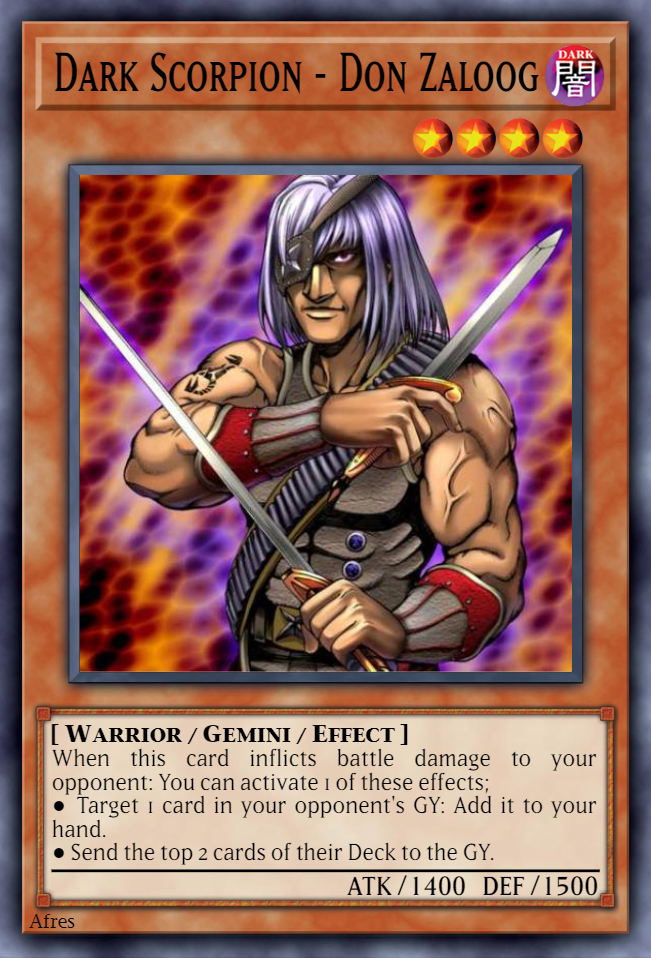 Dark Scorpion - Don Zaloog
DARK
闇
[ Warrior / Gemini / Effect ]
When this card inflicts battle damage to your
opponent: You can activate 1 of these effects;
● Target 1 card in your opponent's GY: Add it to your
hand.
● Send the top 2 cards of their Deck to the GY.
ATK / 1400 DEF / 1500
Afres